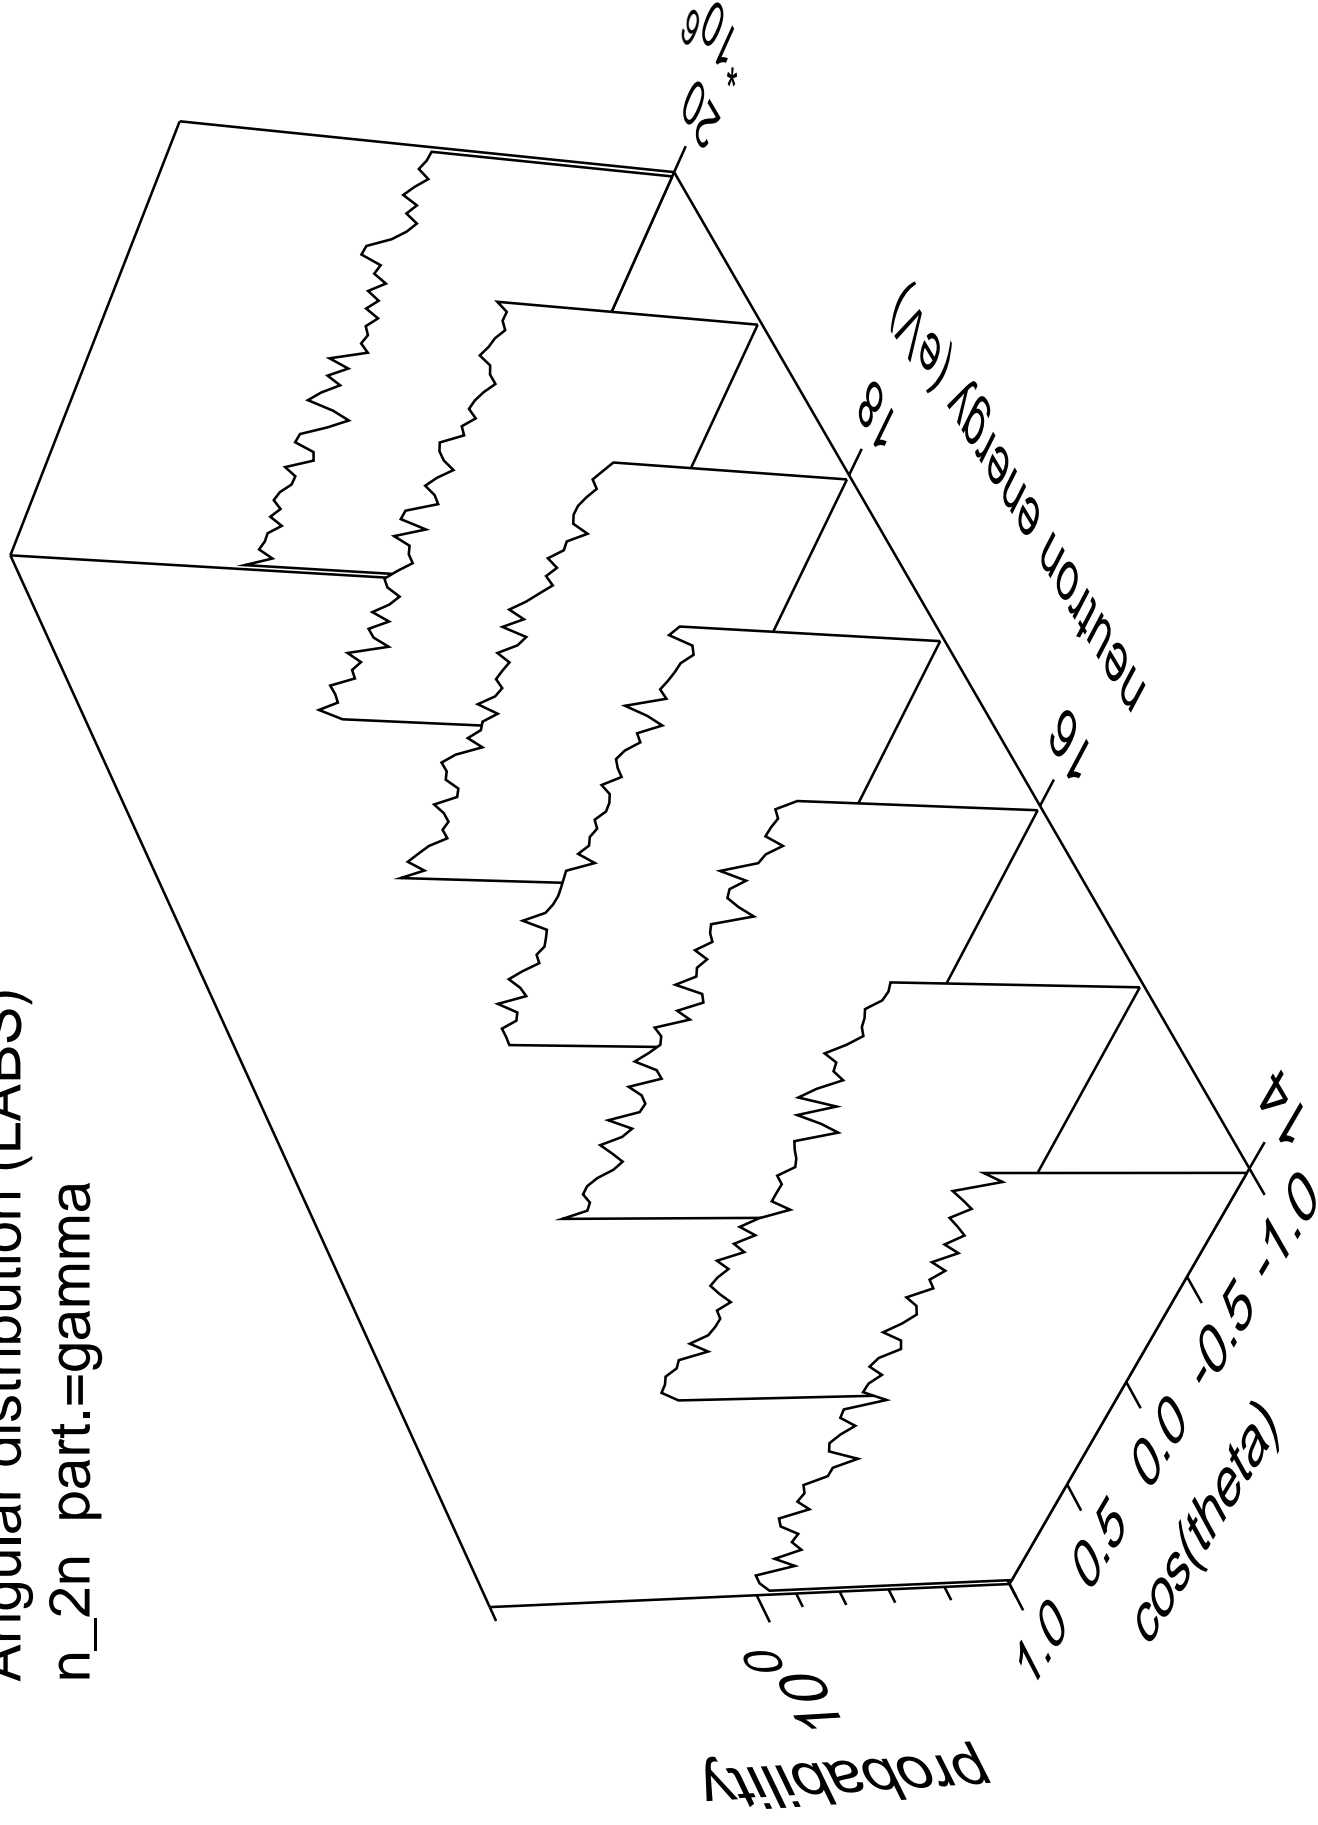 Angular distribution (LABS)
n_2n part.=gamma
probability
10 0
1.0 0.5 0.0 -0.5 -1.0
cos(theta)
14 16 18 20
* 10 6
neutron energy (eV)